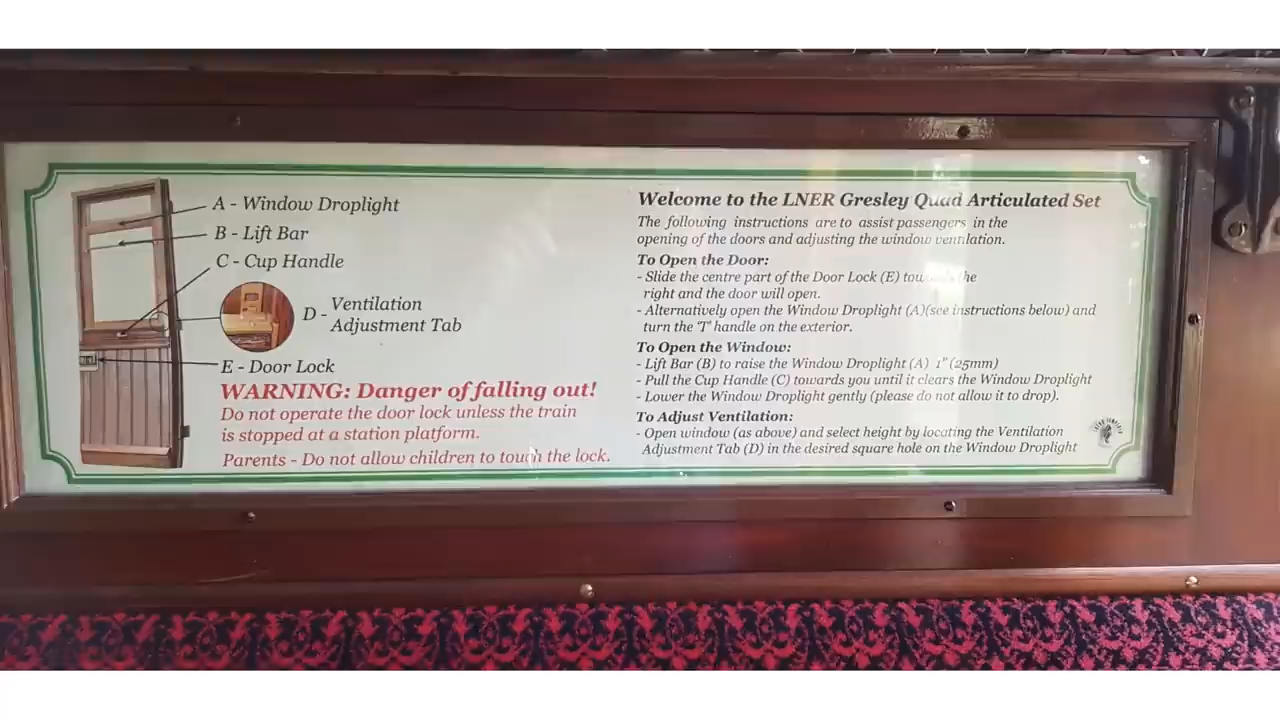 A - Window Droplight
B - Lift Bar
C - Cup Handle
D - Ventilation
Adjustment Tab
E - Door Lock
WARNING: Danger of falling out!
Do not operate the door lock unless the train
is stopped at a station platform.
Parents - Do not allow children to touch the lock.
Welcome to the LNER Gresley Quad Articulated Set
The following instructions are to assist passengers in the
opening of the doors and adjusting the window ventilation.
To Open the Door:
- Slide the centre part of the Door Lock (E) towards the
right and the door will open.
- Alternatively open the Window Droplight (A)(see instructions below) and
turn the 'T' handle on the exterior.
To Open the Window:
- Lift Bar (B) to raise the Window Droplight (A) 1" (25mm)
- Pull the Cup Handle (C) towards you until it clears the Window Droplight
- Lower the Window Droplight gently (please do not allow it to drop).
To Adjust Ventilation:
- Open window (as above) and select height by locating the Ventilation
Adjustment Tab (D) in the desired square hole on the Window Droplight